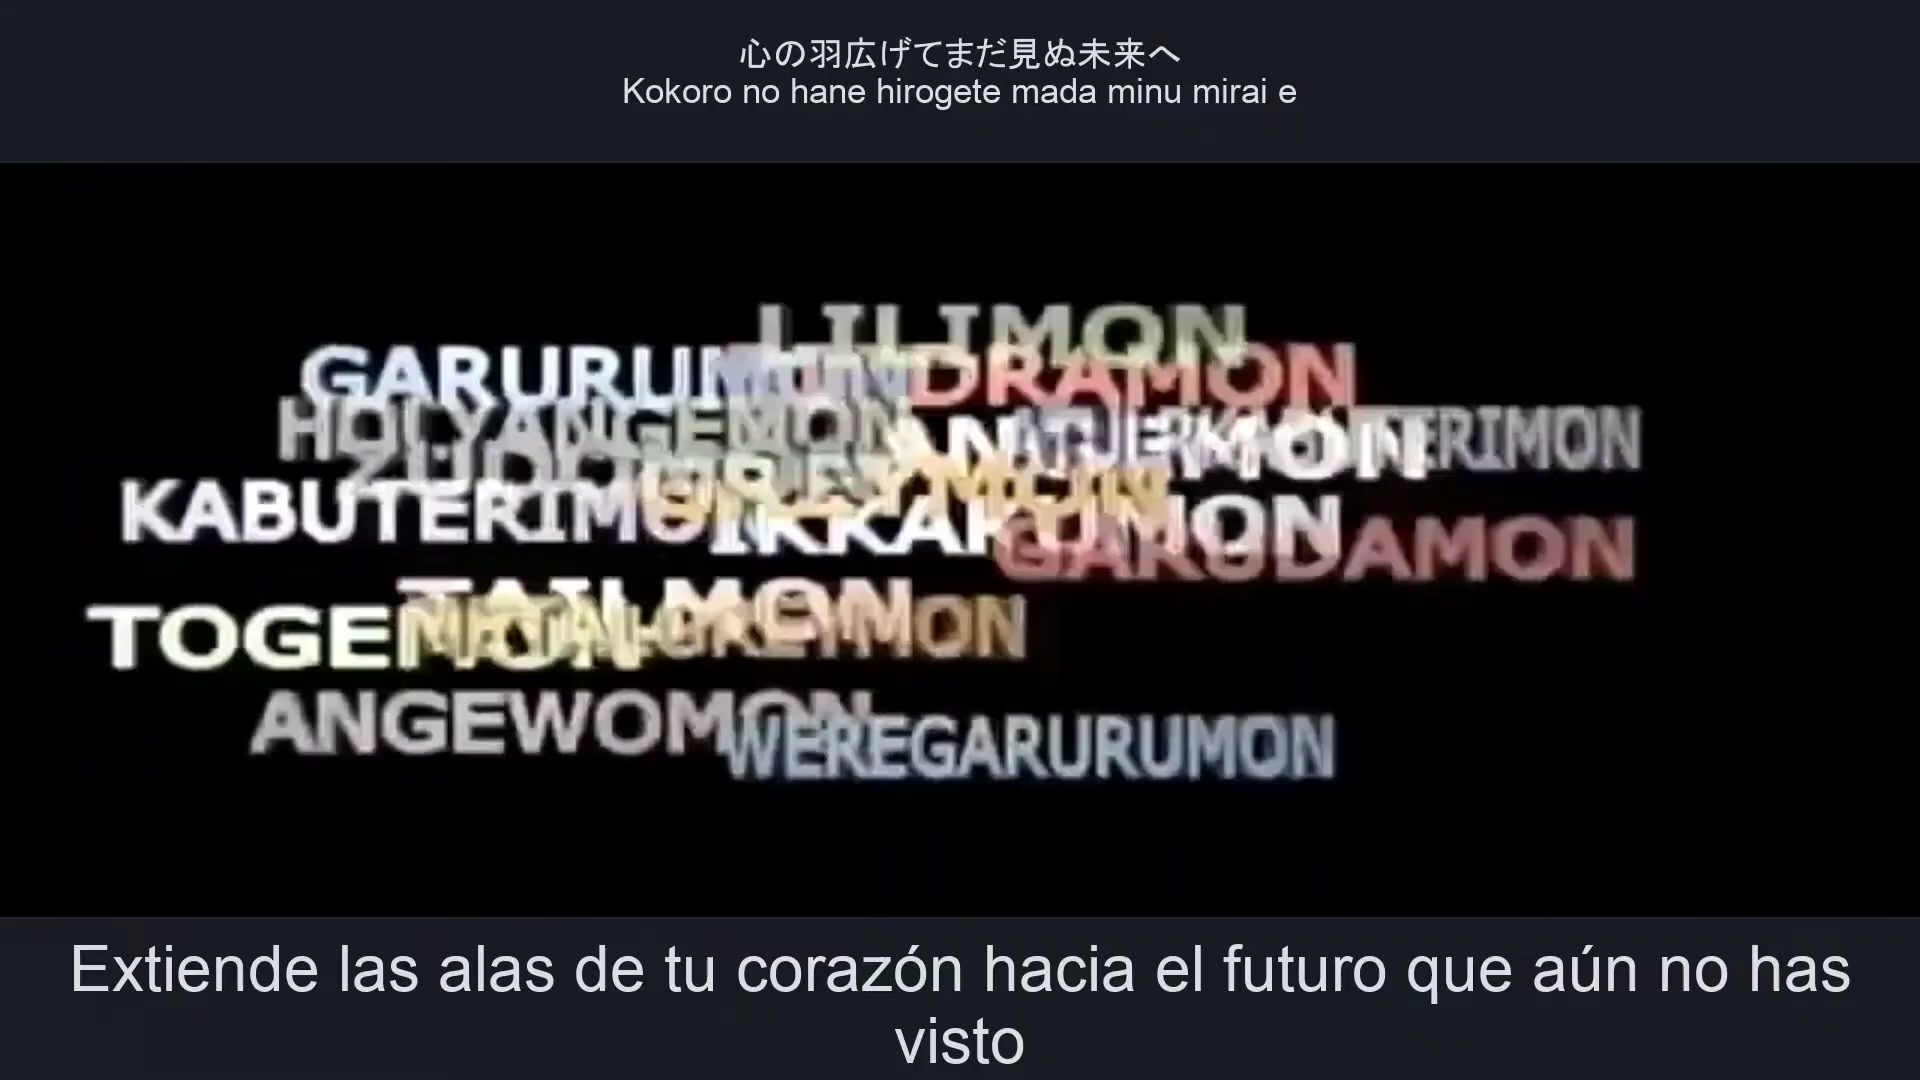 心の羽広げてまだ見ぬ未来へ
Kokoro no hane hirogete mada minu mirai e
LILIMON
GARURUMON
HOLYANGEMON
KABUTERIMON
IKKAKUMON
GARUDAMON
TAILMON
TOGEMON
METALGREYMON
ANGEWOMON
WEREGARURUMON
Extiende las alas de tu corazón hacia el futuro que aún no has
visto